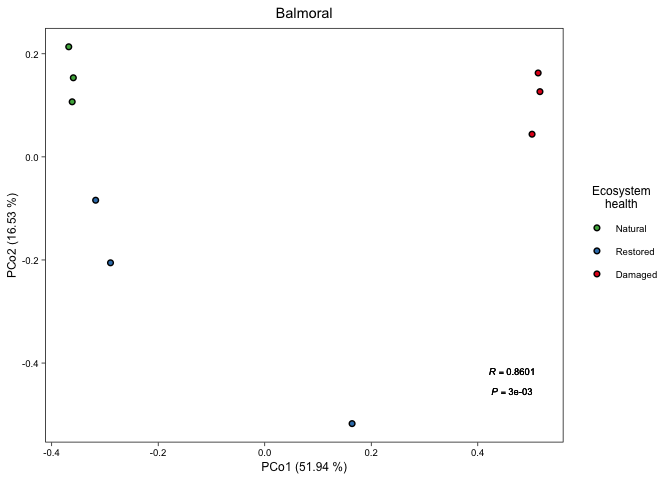 Balmoral
0.2
0.0
-0.2
-0.4
PCo2 (16.53 %)
-0.4
-0.2
0.0
0.2
0.4
PCo1 (51.94 %)
R = 0.8601
P = 3e-03
Ecosystem
health
Natural
Restored
Damaged